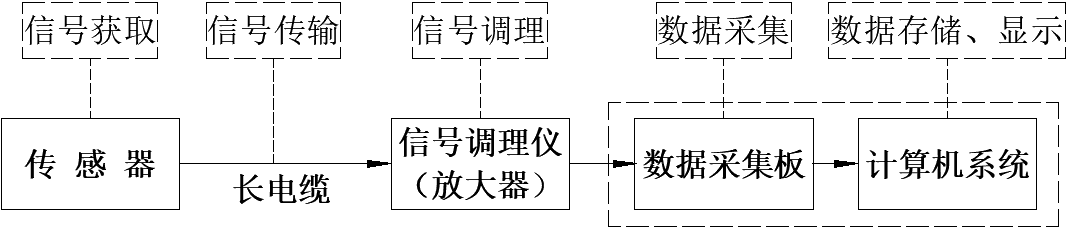 信号获取
信号传输
信号调理
数据采集
数据存储、显示
传感器
长电缆
信号调理仪
（放大器）
数据采集板
计算机系统